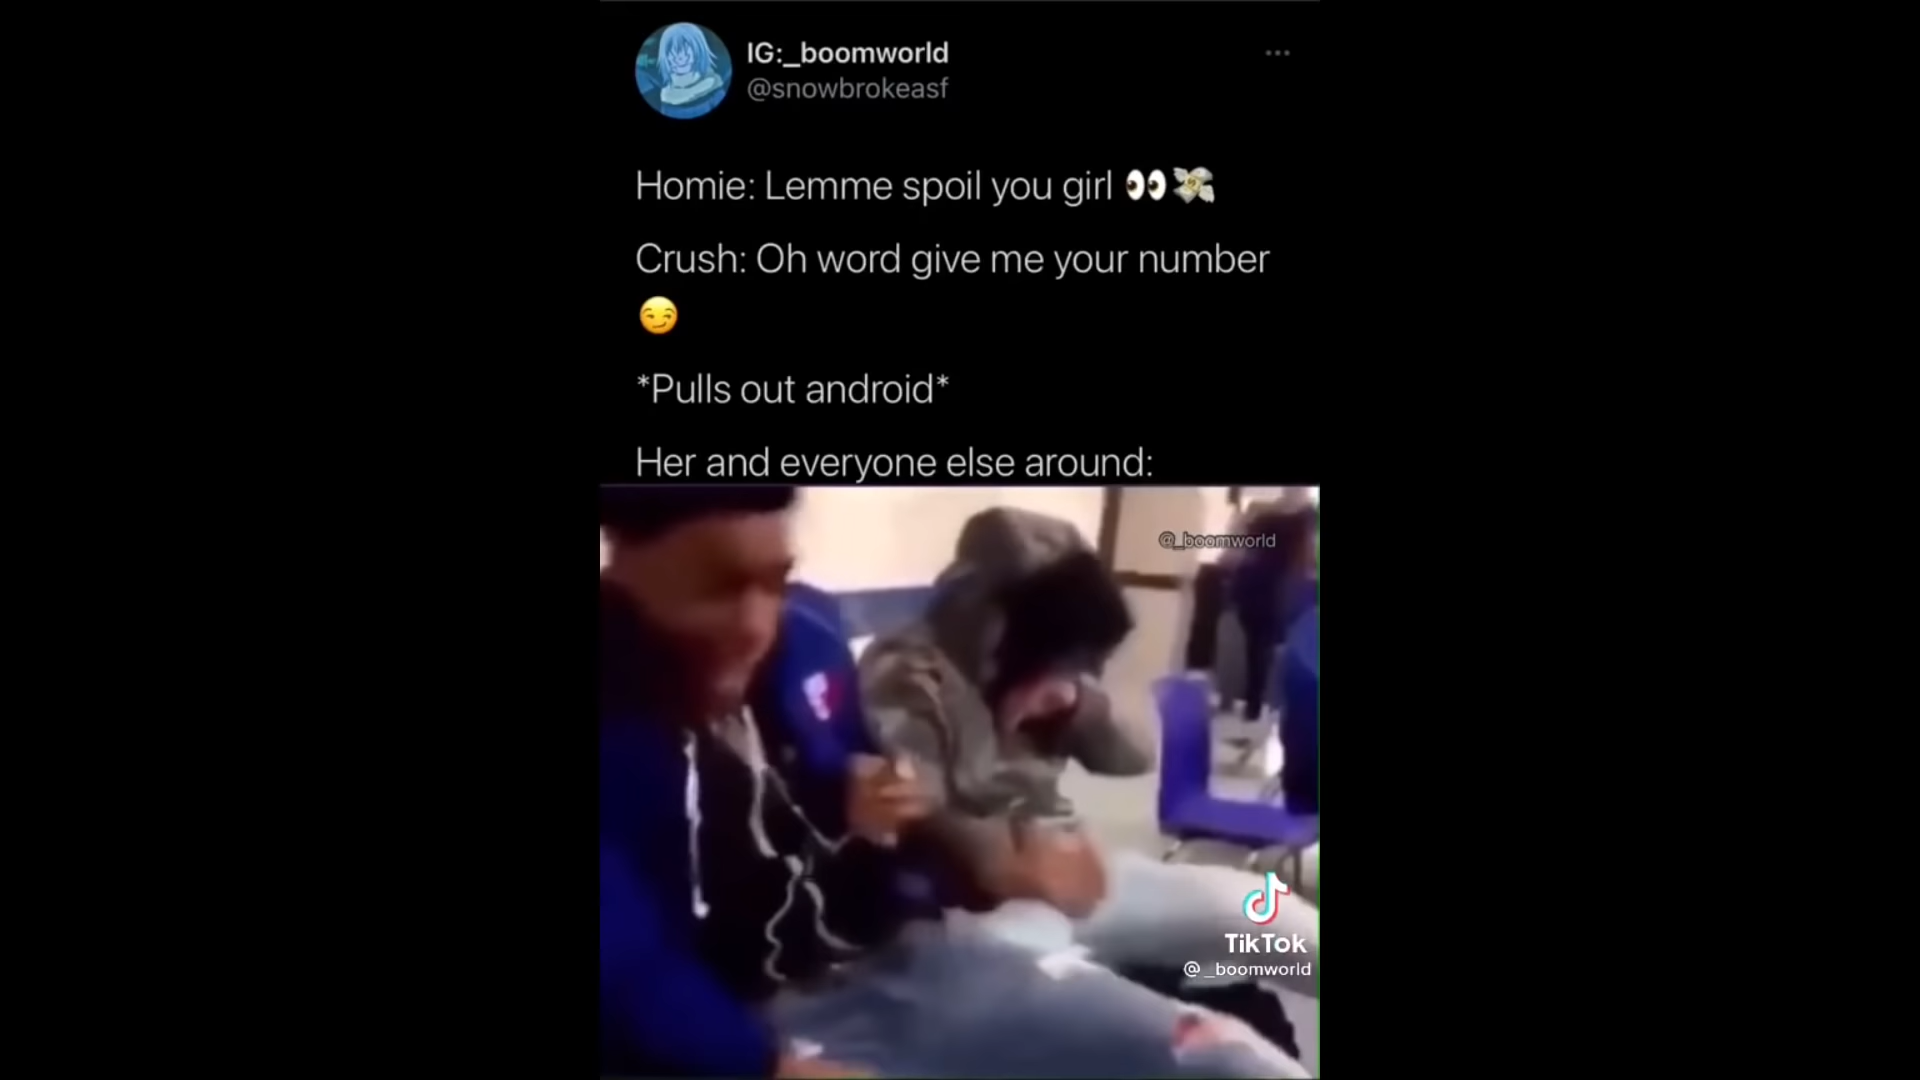 IG:_boomworld
@snowbrokeasf
Homie: Lemme spoil you girl 👀💸
Crush: Oh word give me your number
😏
*Pulls out android*
Her and everyone else around:
@_boomworld
TikTok
@_boomworld